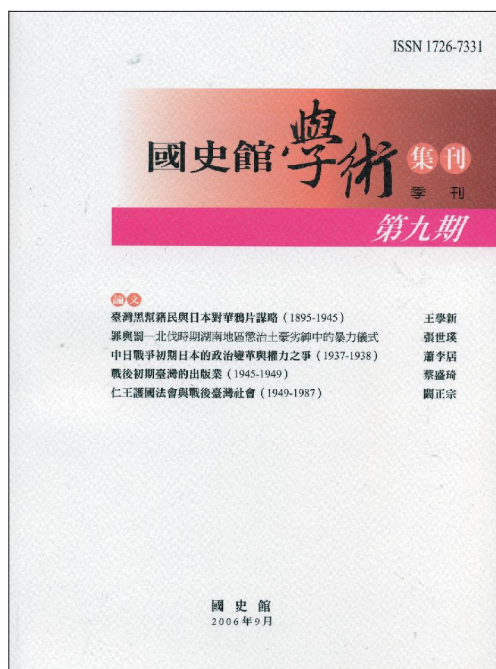 ISSN 1726-7331
國史館學術集刊
季刊
第九期
論文
臺灣黑幫籍民與日本對華鴉片謀略(1895-1945) 王學新
罪與罰—北伐時期湖南地區懲治土豪劣紳中的暴力儀式 張世瑛
中日戰爭初期日本的政治變革與權力之爭(1937-1938) 蕭李居
戰後初期臺灣的出版業(1945-1949) 蔡盛琦
仁王護國法會與戰後臺灣社會(1949-1987) 闞正宗
國史館
2006年9月